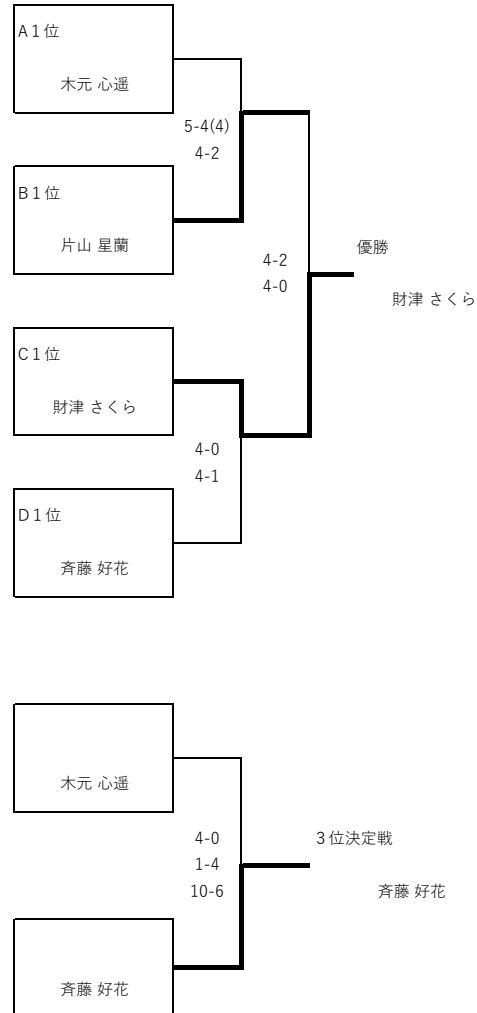 A1位
木元 心遥
5-4(4)
4-2
B1位
片山 星蘭
4-2
4-0
優勝
財津 さくら
C1位
財津 さくら
4-0
4-1
D1位
斉藤 好花
木元 心遥
4-0
1-4
10-6
3位決定戦
斉藤 好花
斉藤 好花